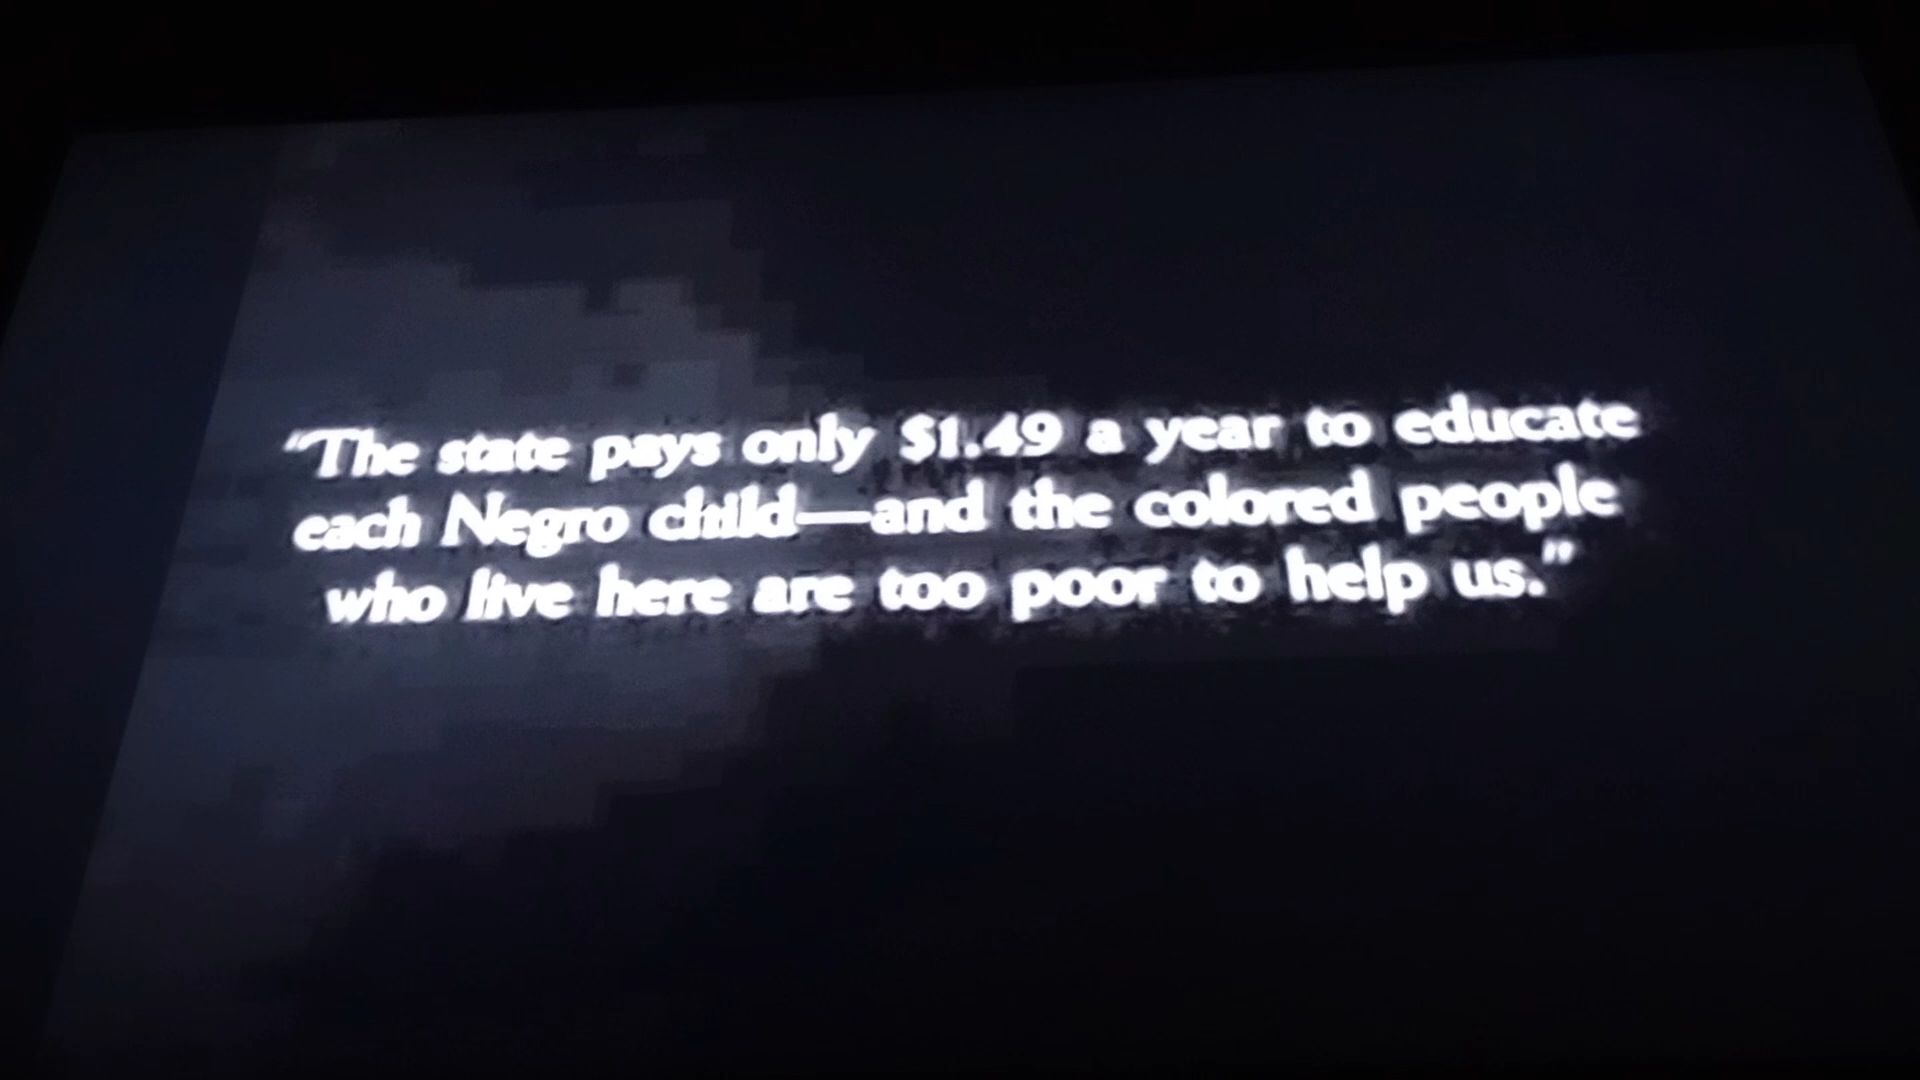 “The state pays only $1.49 a year to educate
each Negro child—and the colored people
who live here are too poor to help us.”